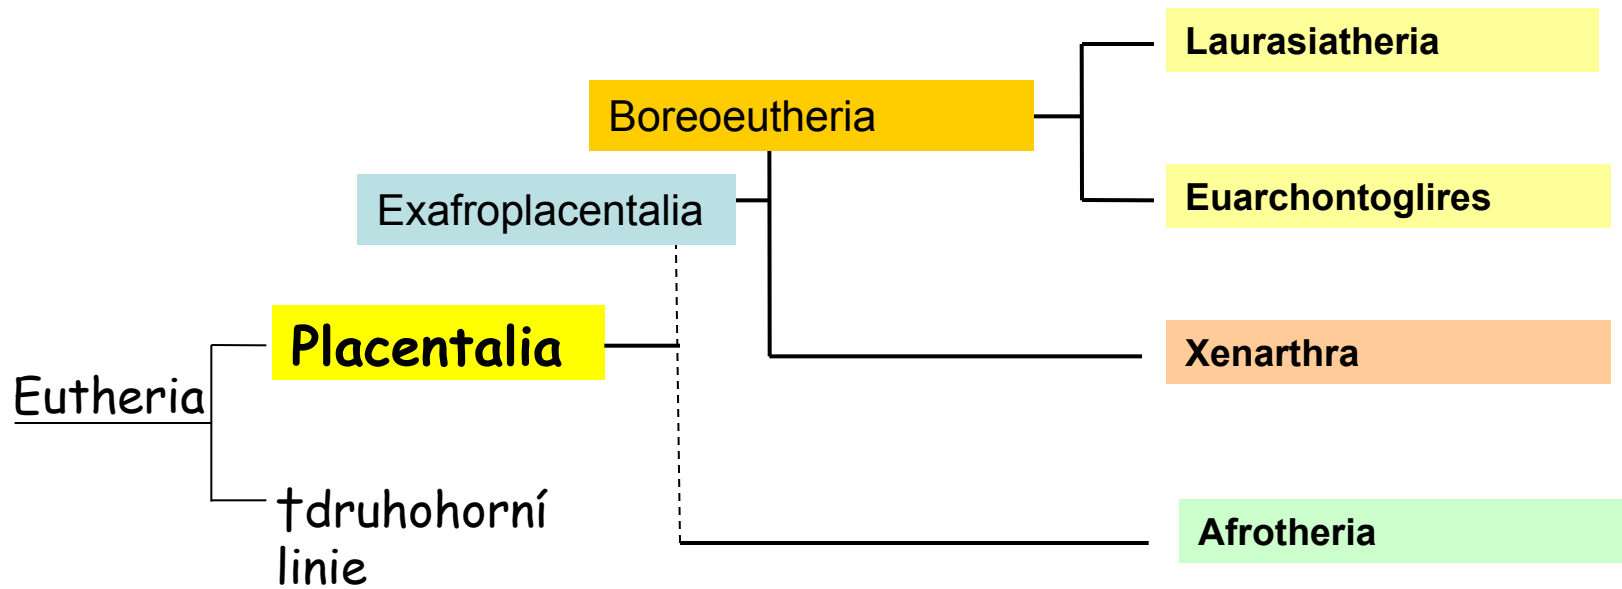 Laurasiatheria
Boreoeutheria
Euarchontoglires
Exafroplacentalia
Placentalia
Xenarthra
Eutheria
†druhohorní
linie
Afrotheria